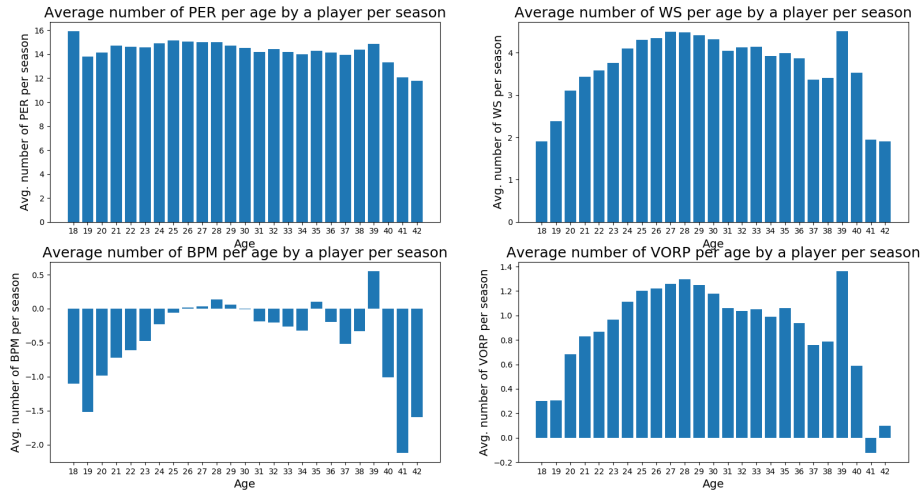 Average number of PER per age by a player per season
Avg. number of PER per season
16
14
12
10
8
6
4
2
0
18 19 20 21 22 23 24 25 26 27 28 29 30 31 32 33 34 35 36 37 38 39 40 41 42
Age
Average number of WS per age by a player per season
Avg. number of WS per season
4
3
2
1
0
18 19 20 21 22 23 24 25 26 27 28 29 30 31 32 33 34 35 36 37 38 39 40 41 42
Age
Average number of BPM per age by a player per season
Avg. number of BPM per season
0.5
0.0
−0.5
−1.0
−1.5
−2.0
18 19 20 21 22 23 24 25 26 27 28 29 30 31 32 33 34 35 36 37 38 39 40 41 42
Age
Average number of VORP per age by a player per season
Avg. number of VORP per season
1.4
1.2
1.0
0.8
0.6
0.4
0.2
0.0
−0.2
18 19 20 21 22 23 24 25 26 27 28 29 30 31 32 33 34 35 36 37 38 39 40 41 42
Age